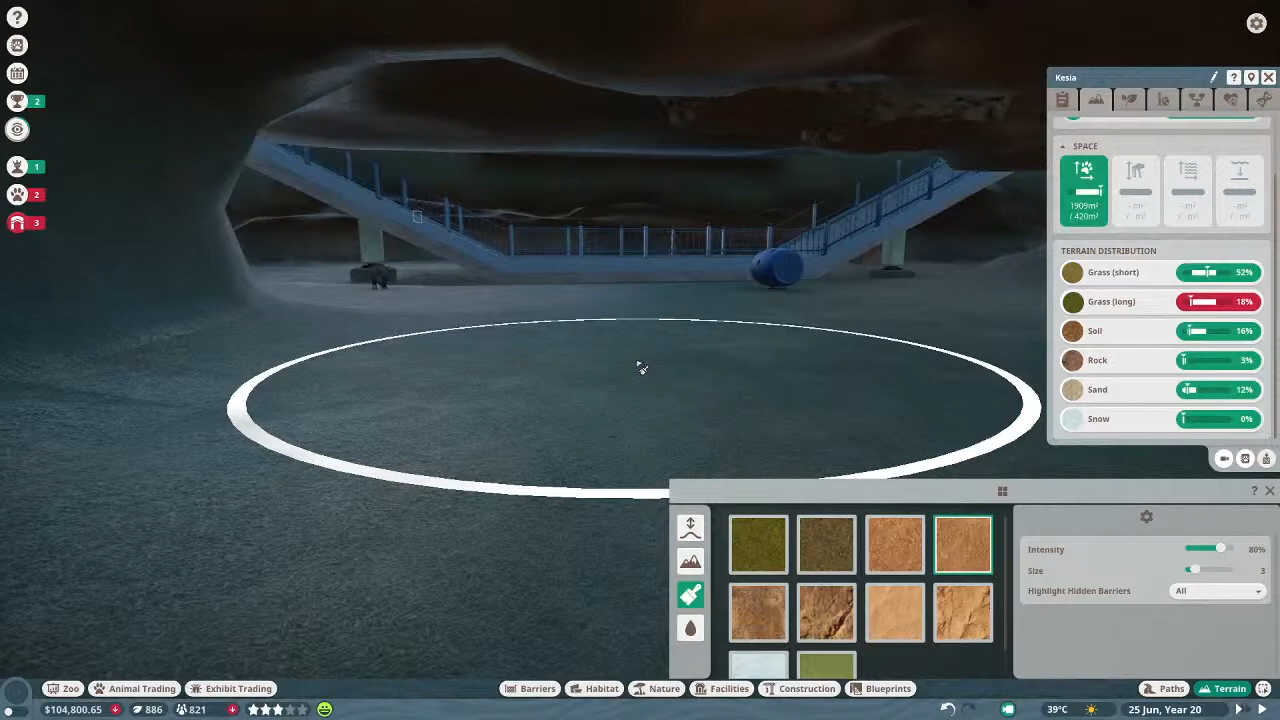 ?
2
1
2
3
Kesia
?
SPACE
1909m²
/ 420m²
-m
/ -m
-m²
/ -m²
-m
/ -m
TERRAIN DISTRIBUTION
Grass (short) 52%
Grass (long) 18%
Soil 16%
Rock 3%
Sand 12%
Snow 0%
?
Intensity 80%
Size 3
Highlight Hidden Barriers All
Zoo Animal Trading Exhibit Trading Barriers Habitat Nature Facilities Construction Blueprints Paths Terrain
$104,800.65 886 821 39°C 25 Jun, Year 20